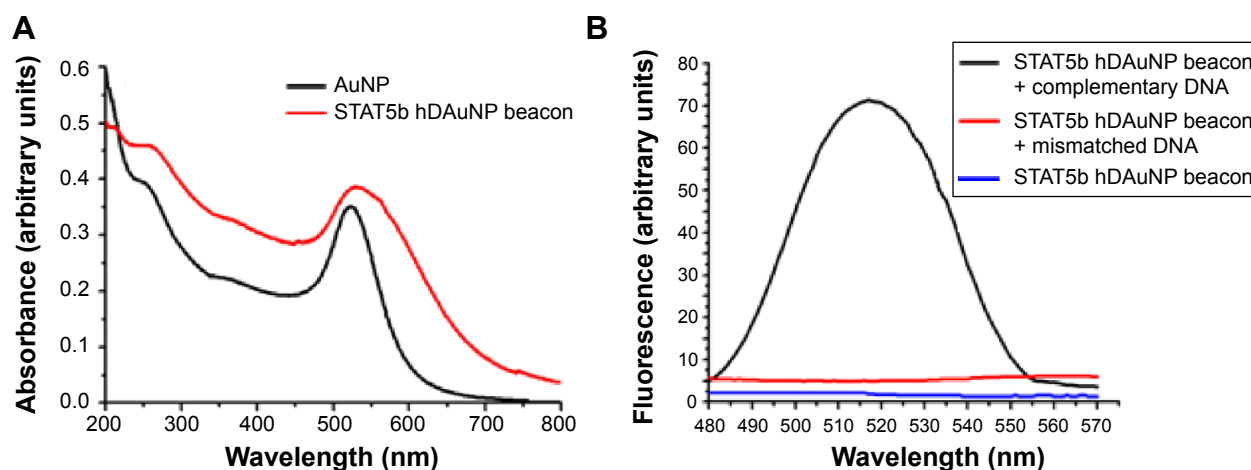 A
Absorbance (arbitrary units)
0.6
0.5
0.4
0.3
0.2
0.1
0.0
200
300
400
500
600
700
800
Wavelength (nm)
AuNP
STAT5b hDAuNP beacon
B
Fluorescence (arbitrary units)
80
70
60
50
40
30
20
10
0
480
490
500
510
520
530
540
550
560
570
Wavelength (nm)
STAT5b hDAuNP beacon
+ complementary DNA
STAT5b hDAuNP beacon
+ mismatched DNA
STAT5b hDAuNP beacon